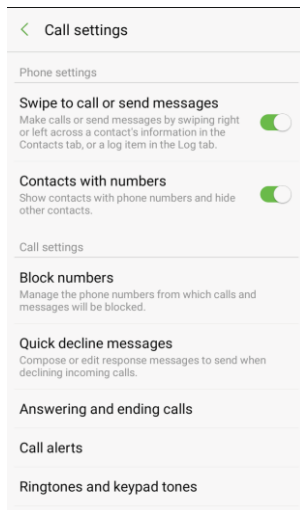 Call settings
Phone settings
Swipe to call or send messages
Make calls or send messages by swiping right
or left across a contact's information in the
Contacts tab, or a log item in the Log tab.
Contacts with numbers
Show contacts with phone numbers and hide
other contacts.
Call settings
Block numbers
Manage the phone numbers from which calls and
messages will be blocked.
Quick decline messages
Compose or edit response messages to send when
declining incoming calls.
Answering and ending calls
Call alerts
Ringtones and keypad tones